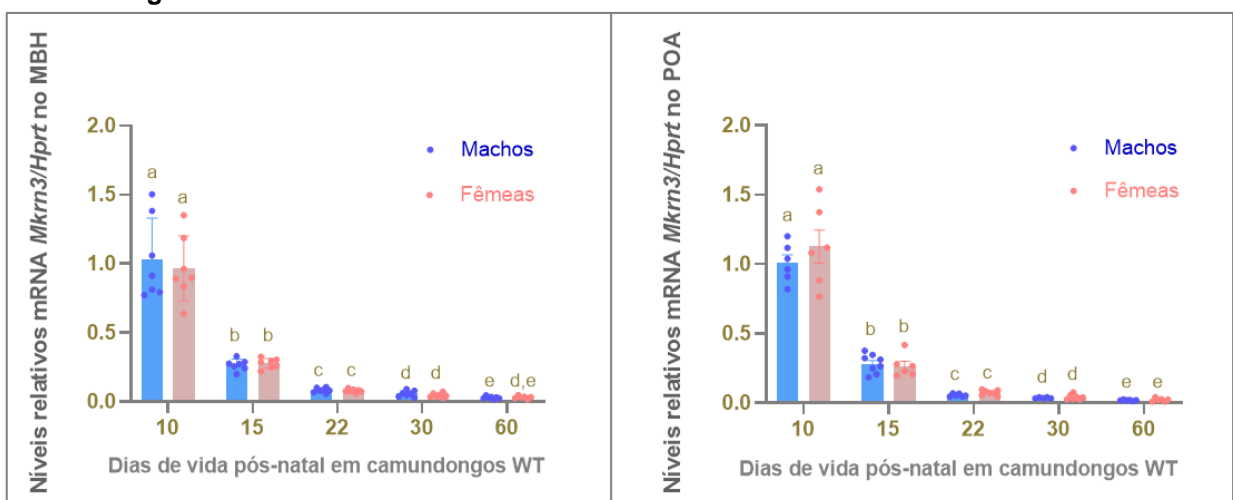 Níveis relativos mRNA Mkrn3/Hprt no MBH
2.0
1.5
1.0
0.5
0.0
Machos
Fêmeas
a a
b b
c c
d d
e d,e
10 15 22 30 60
Dias de vida pós-natal em camundongos WT
Níveis relativos mRNA Mkrn3/Hprt no POA
2.0
1.5
1.0
0.5
0.0
Machos
Fêmeas
a a
b b
c c
d d
e e
10 15 22 30 60
Dias de vida pós-natal em camundongos WT